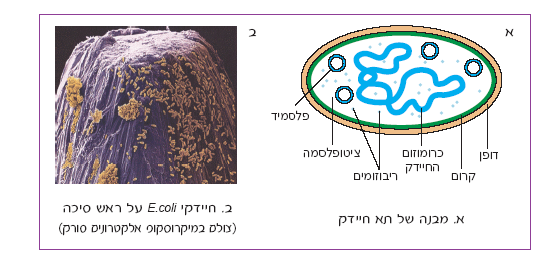 א
ב
פלסמיד
ציטופלסמה
ריבוזומים
כרומוזום
החיידק
קרום
דופן
א. מבנה של תא חיידק
ב. חיידקי E.coli על ראש סיכה
(צולם במיקרוסקופ אלקטרונים סורק)